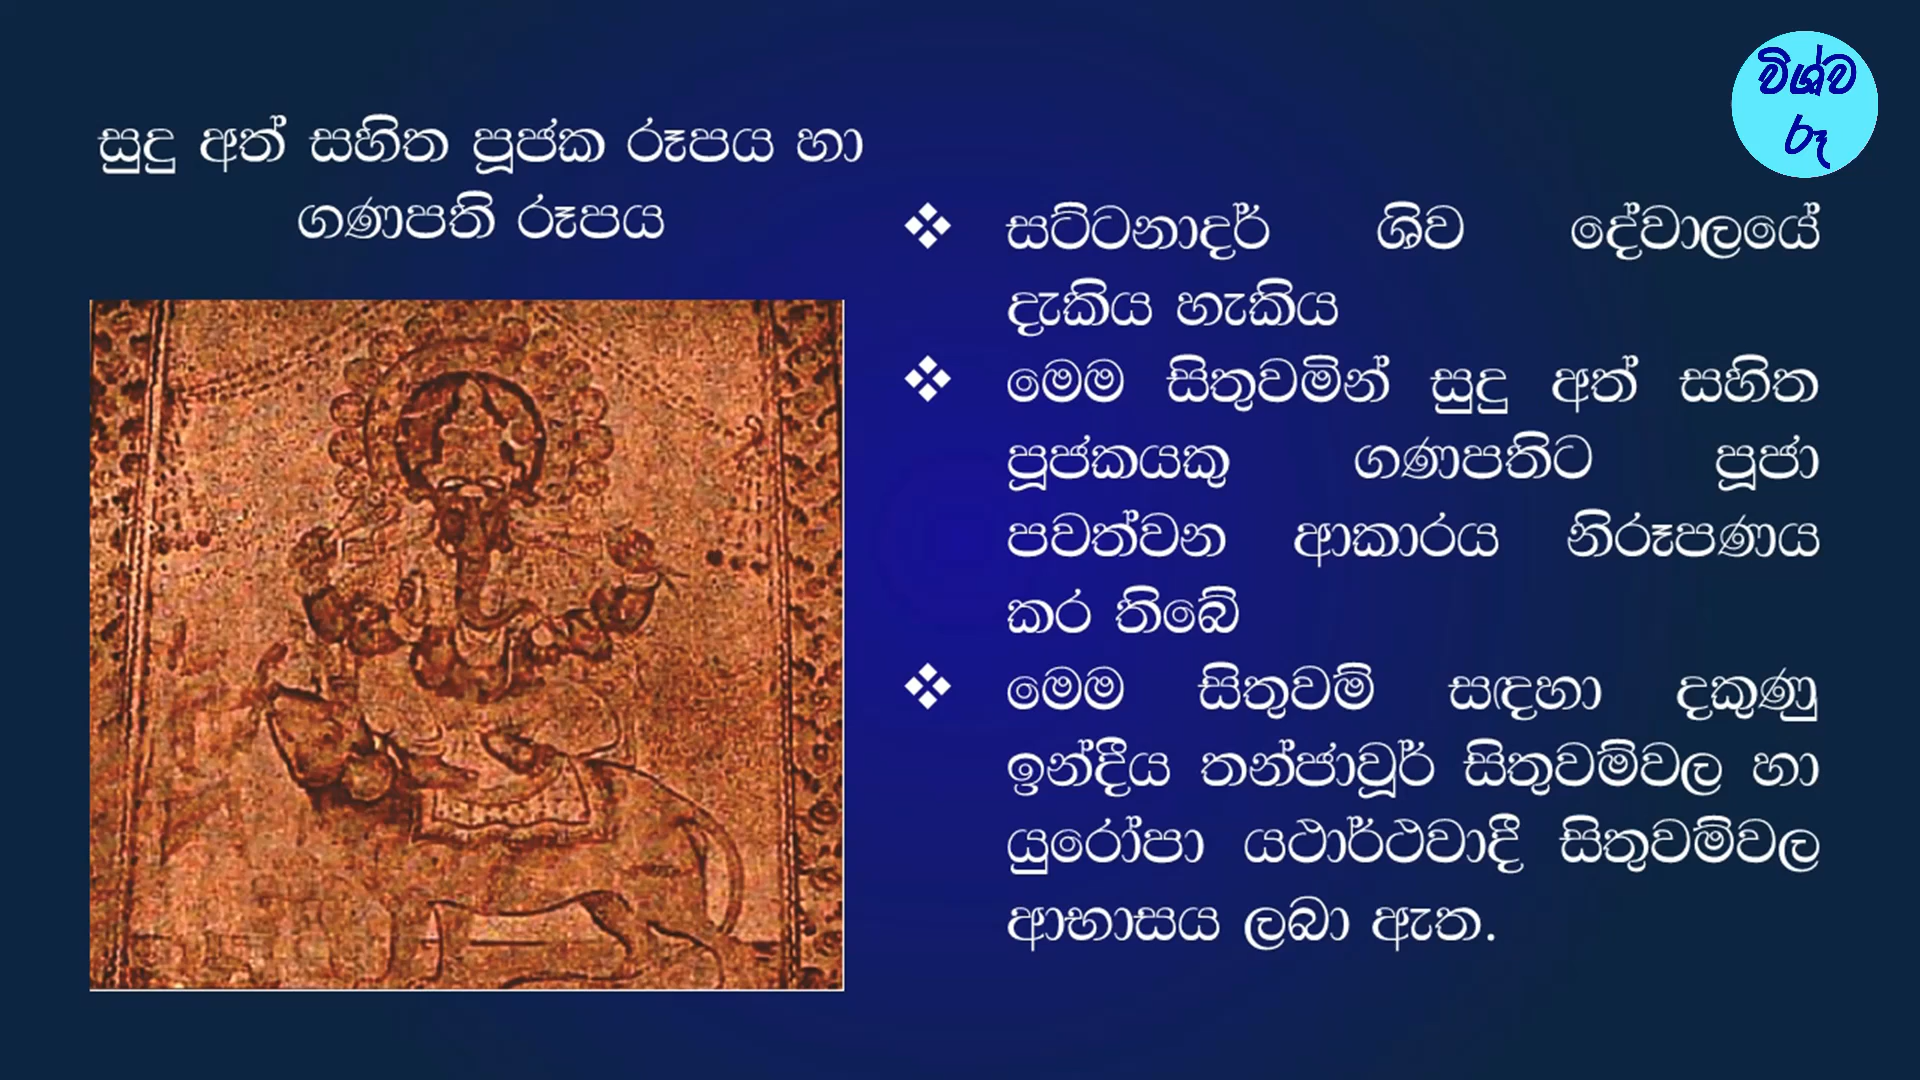 විශ්ව
රූ
සුදු අත් සහිත පූජක රූපය හා
ගණපති රූපය
❖ සට්ටනාදර් ශිව දේවාලයේ
දැකිය හැකිය
❖ මෙම සිතුවමින් සුදු අත් සහිත
පූජකයකු ගණපතිට පූජා
පවත්වන ආකාරය නිරූපණය
කර තිබේ
❖ මෙම සිතුවම් සඳහා දකුණු
ඉන්දීය තන්ජාවූර් සිතුවම්වල හා
යුරෝපා යථාර්ථවාදී සිතුවම්වල
ආභාසය ලබා ඇත.